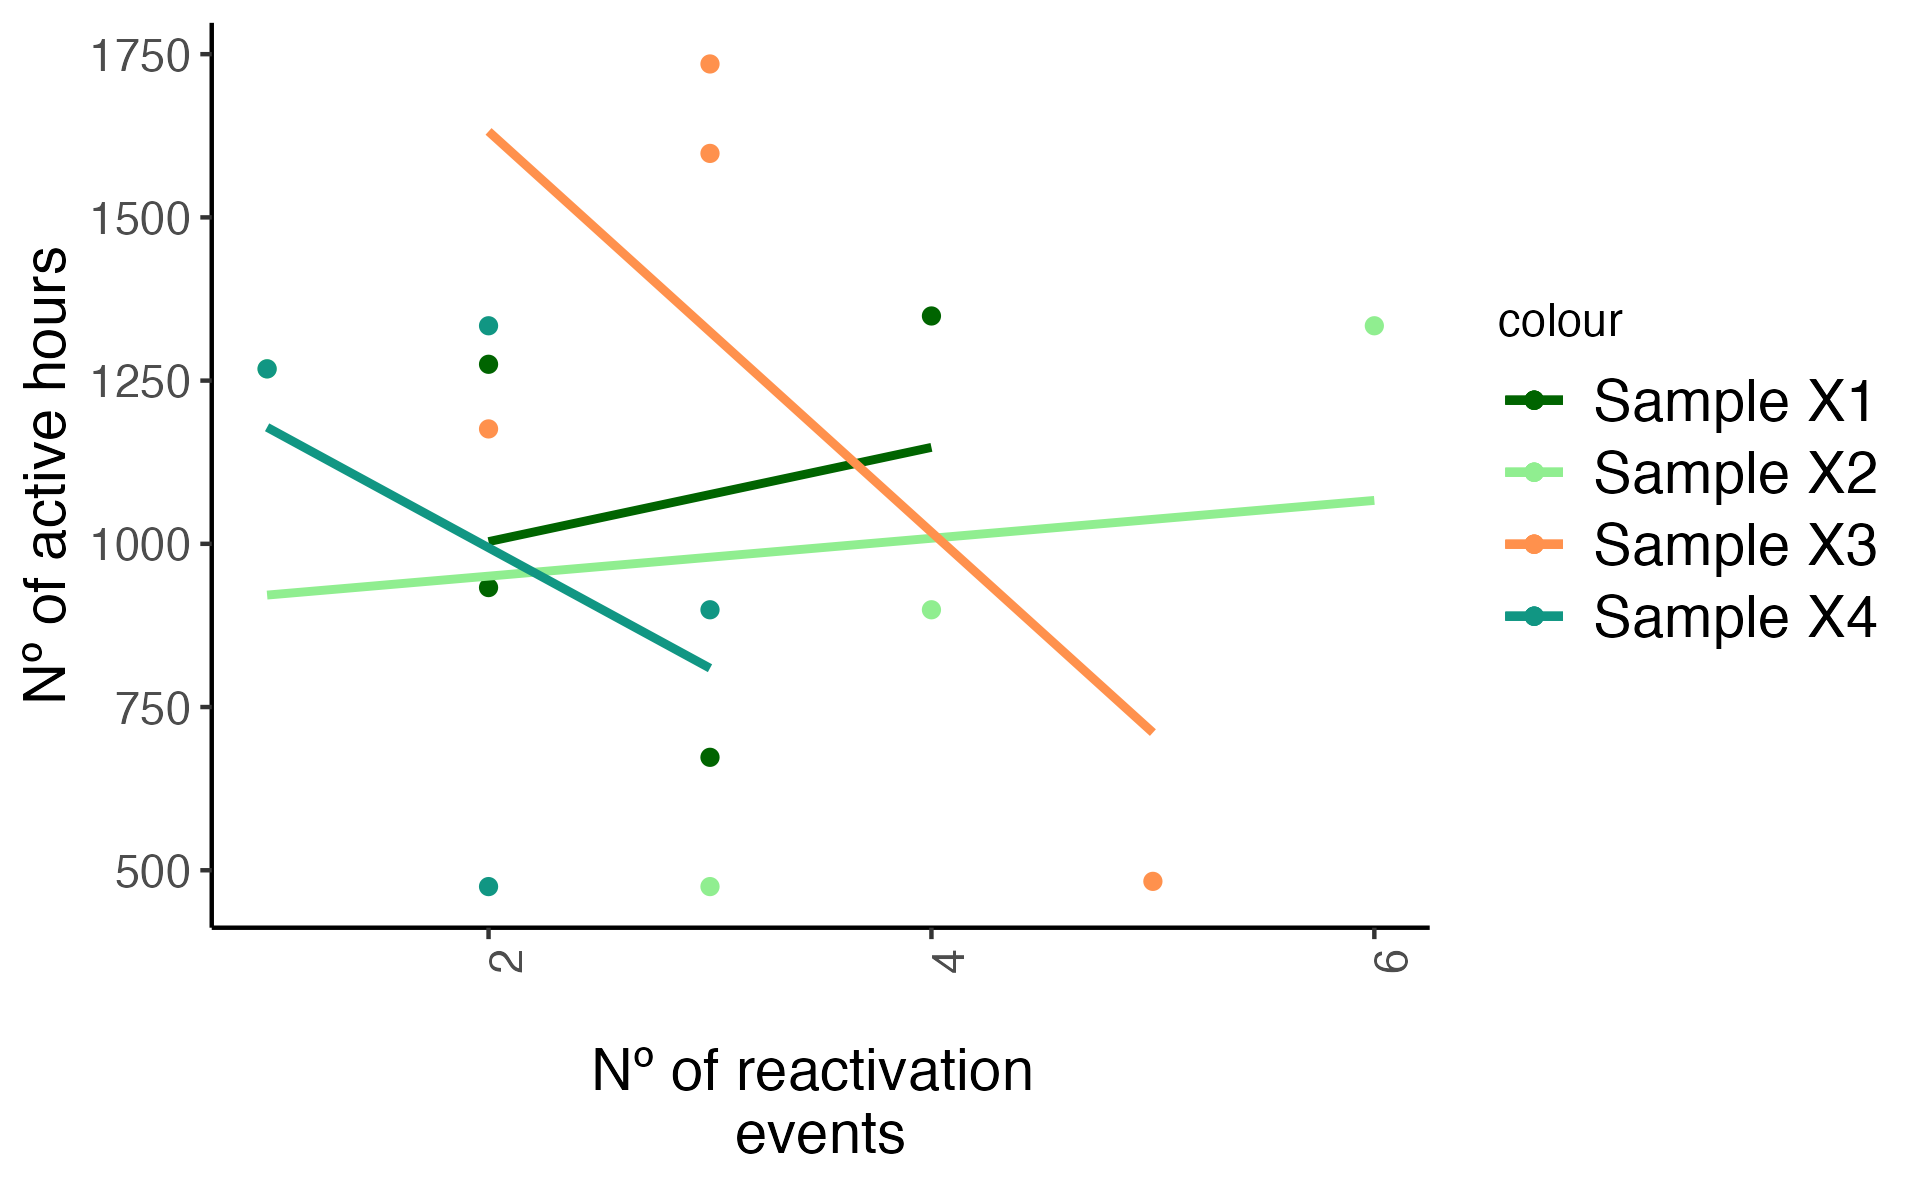 Nº of active hours
1750
1500
1250
1000
750
500
2
4
6
Nº of reactivation
events
colour
Sample X1
Sample X2
Sample X3
Sample X4